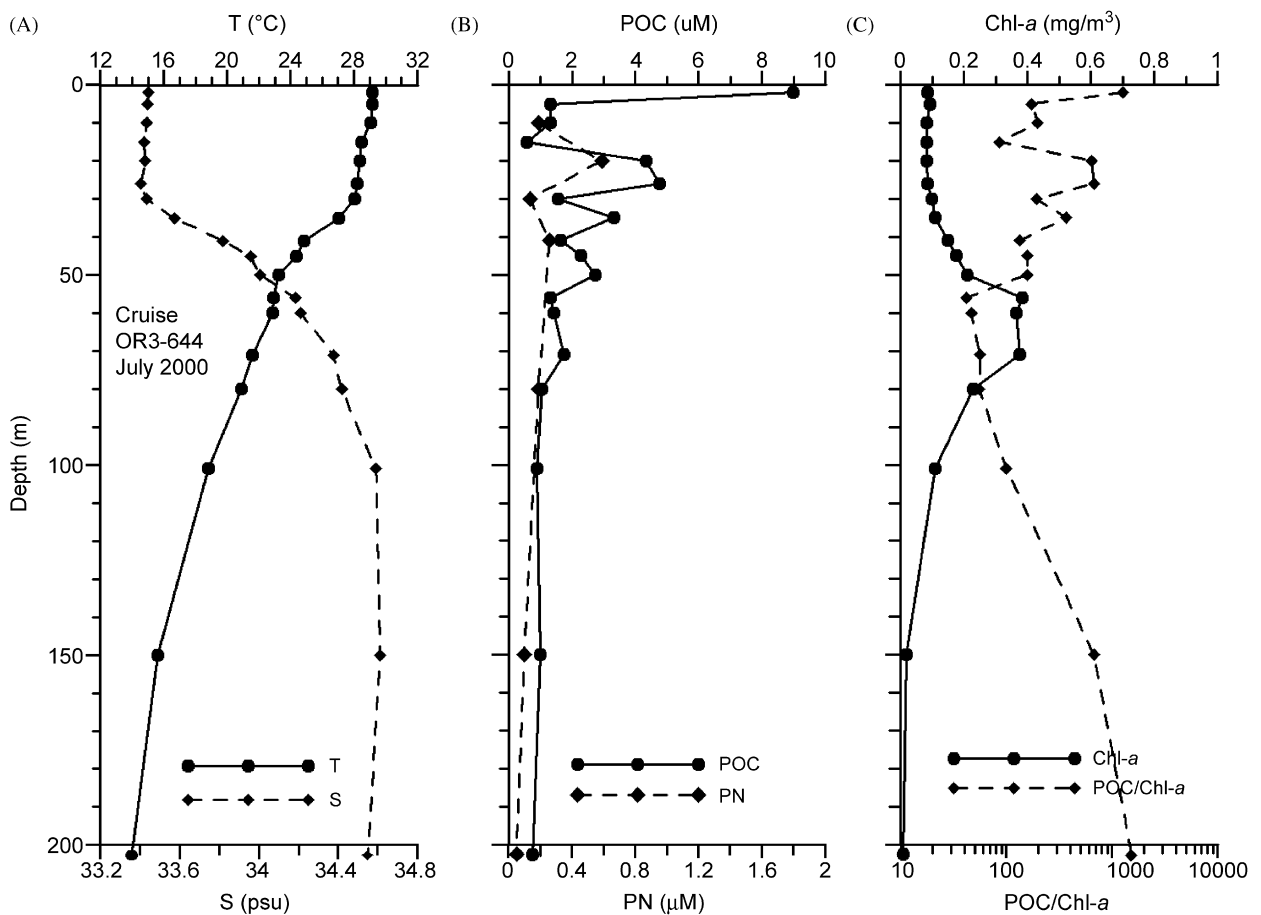 (A) T (°C) (B) POC (uM) (C) Chl-a (mg/m³)
12 16 20 24 28 32 0 2 4 6 8 10 0 0.2 0.4 0.6 0.8 1
0
50
Cruise
OR3-644
July 2000
Depth (m)
100
150
T POC Chl-a
S PN POC/Chl-a
200
33.2 33.6 34 34.4 34.8 0 0.4 0.8 1.2 1.6 2 10 100 1000 10000
S (psu) PN (μM) POC/Chl-a